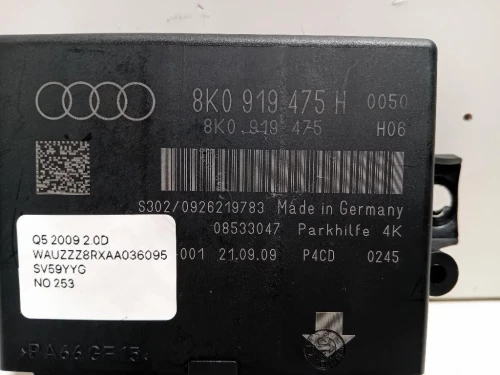 8K0 919 475 H 0050
8K0 919 475 H06
S302/0926219783 Made in Germany
08533047 Parkhilfe 4K
-001 21.09.09 P4CD 0245
Q5 2009 2.0D
WAUZZZ8RXAA036095
SV59YYG
NO 253
>PA66GF15<